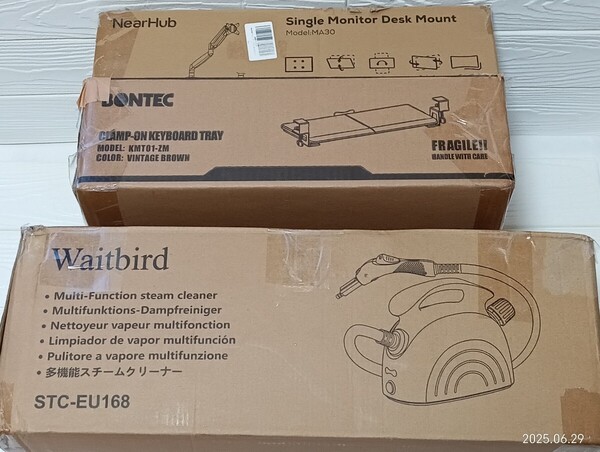 NearHub
Single Monitor Desk Mount
Model:MA30
BONTEC
CLAMP-ON KEYBOARD TRAY
MODEL: KMT01-ZM
COLOR: VINTAGE BROWN
FRAGILE!!
HANDLE WITH CARE
Waitbird
• Multi-Function steam cleaner
• Multifunktions-Dampfreiniger
• Nettoyeur vapeur multifonction
• Limpiador de vapor multifunción
• Pulitore a vapore multifunzione
• 多機能スチームクリーナー
STC-EU168
2025.06.29